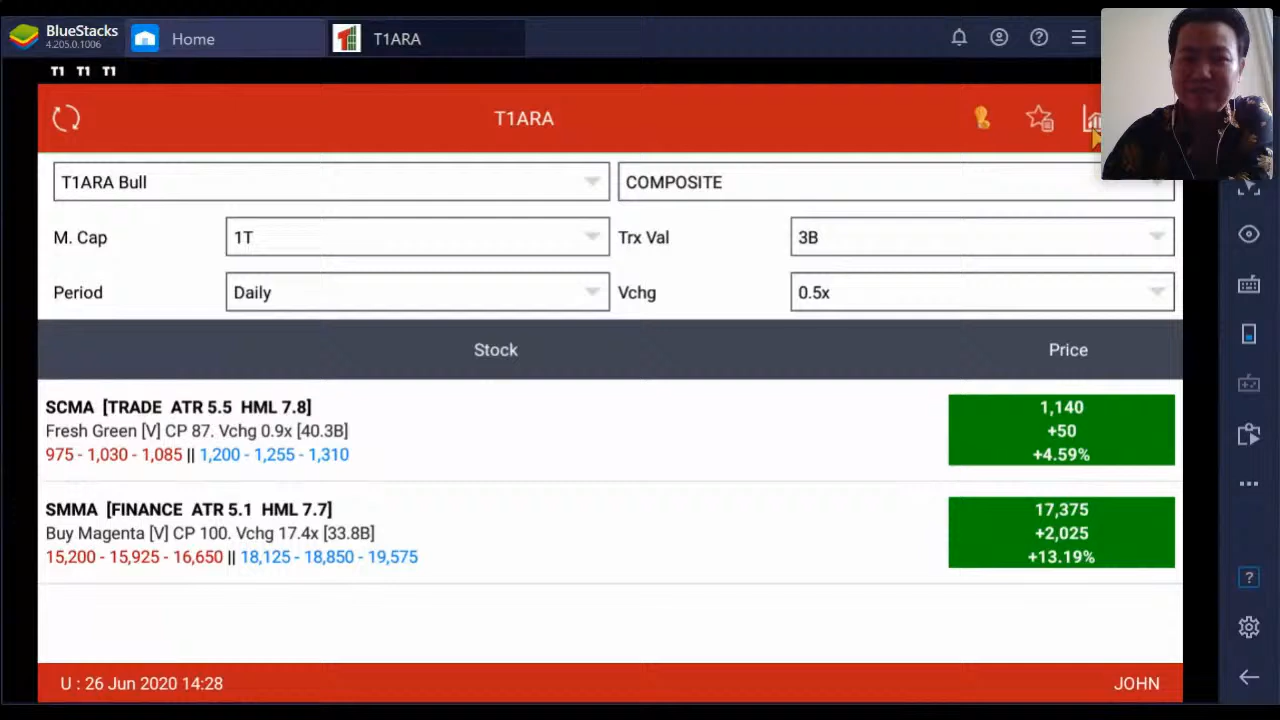 BlueStacks
4.205.0.1006
Home
T1ARA
T1 T1 T1
T1ARA
T1ARA Bull
COMPOSITE
M. Cap
1T
Trx Val
3B
Period
Daily
Vchg
0.5x
Stock
Price
SCMA [TRADE ATR 5.5 HML 7.8]
Fresh Green [V] CP 87. Vchg 0.9x [40.3B]
975 - 1,030 - 1,085 || 1,200 - 1,255 - 1,310
1,140
+50
+4.59%
SMMA [FINANCE ATR 5.1 HML 7.7]
Buy Magenta [V] CP 100. Vchg 17.4x [33.8B]
15,200 - 15,925 - 16,650 || 18,125 - 18,850 - 19,575
17,375
+2,025
+13.19%
U : 26 Jun 2020 14:28
JOHN